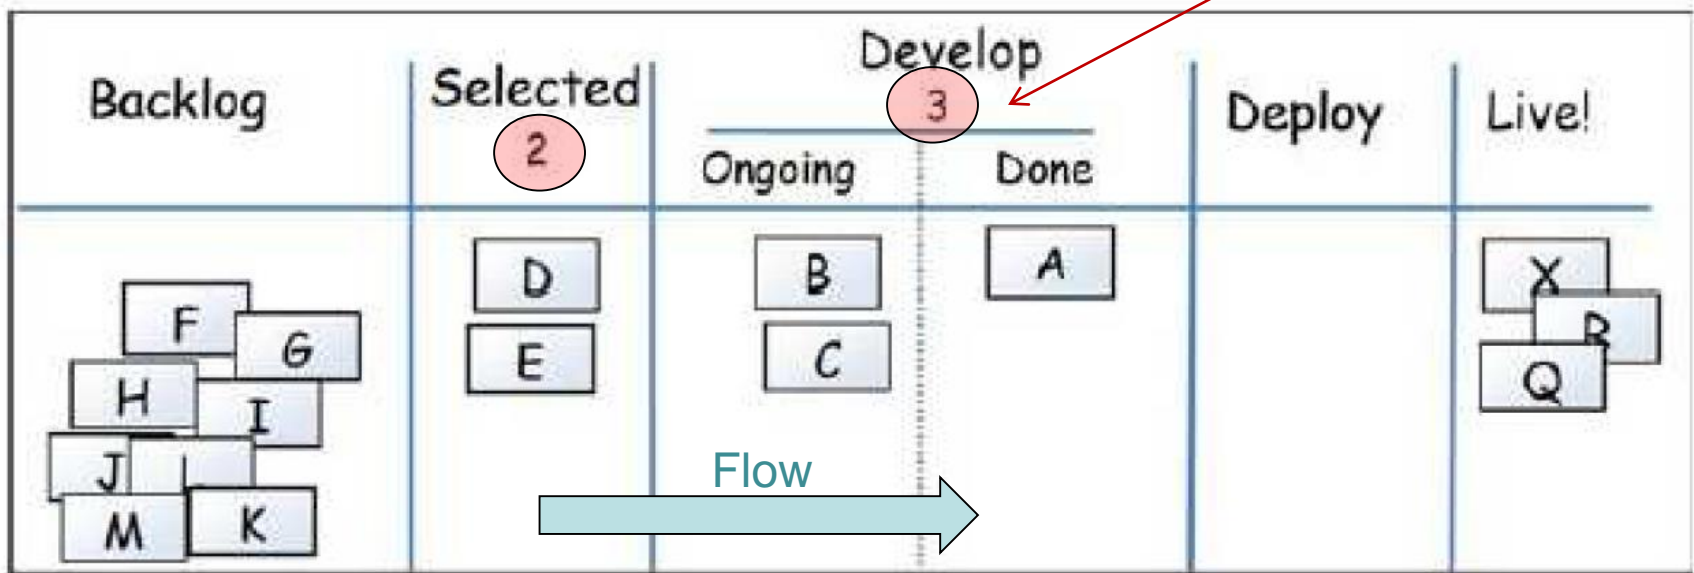 Develop
Backlog
Selected
3
Deploy
Live!
2
Ongoing
Done
D
B
A
X
F
G
E
C
R
H
I
Q
J
Flow
M
K